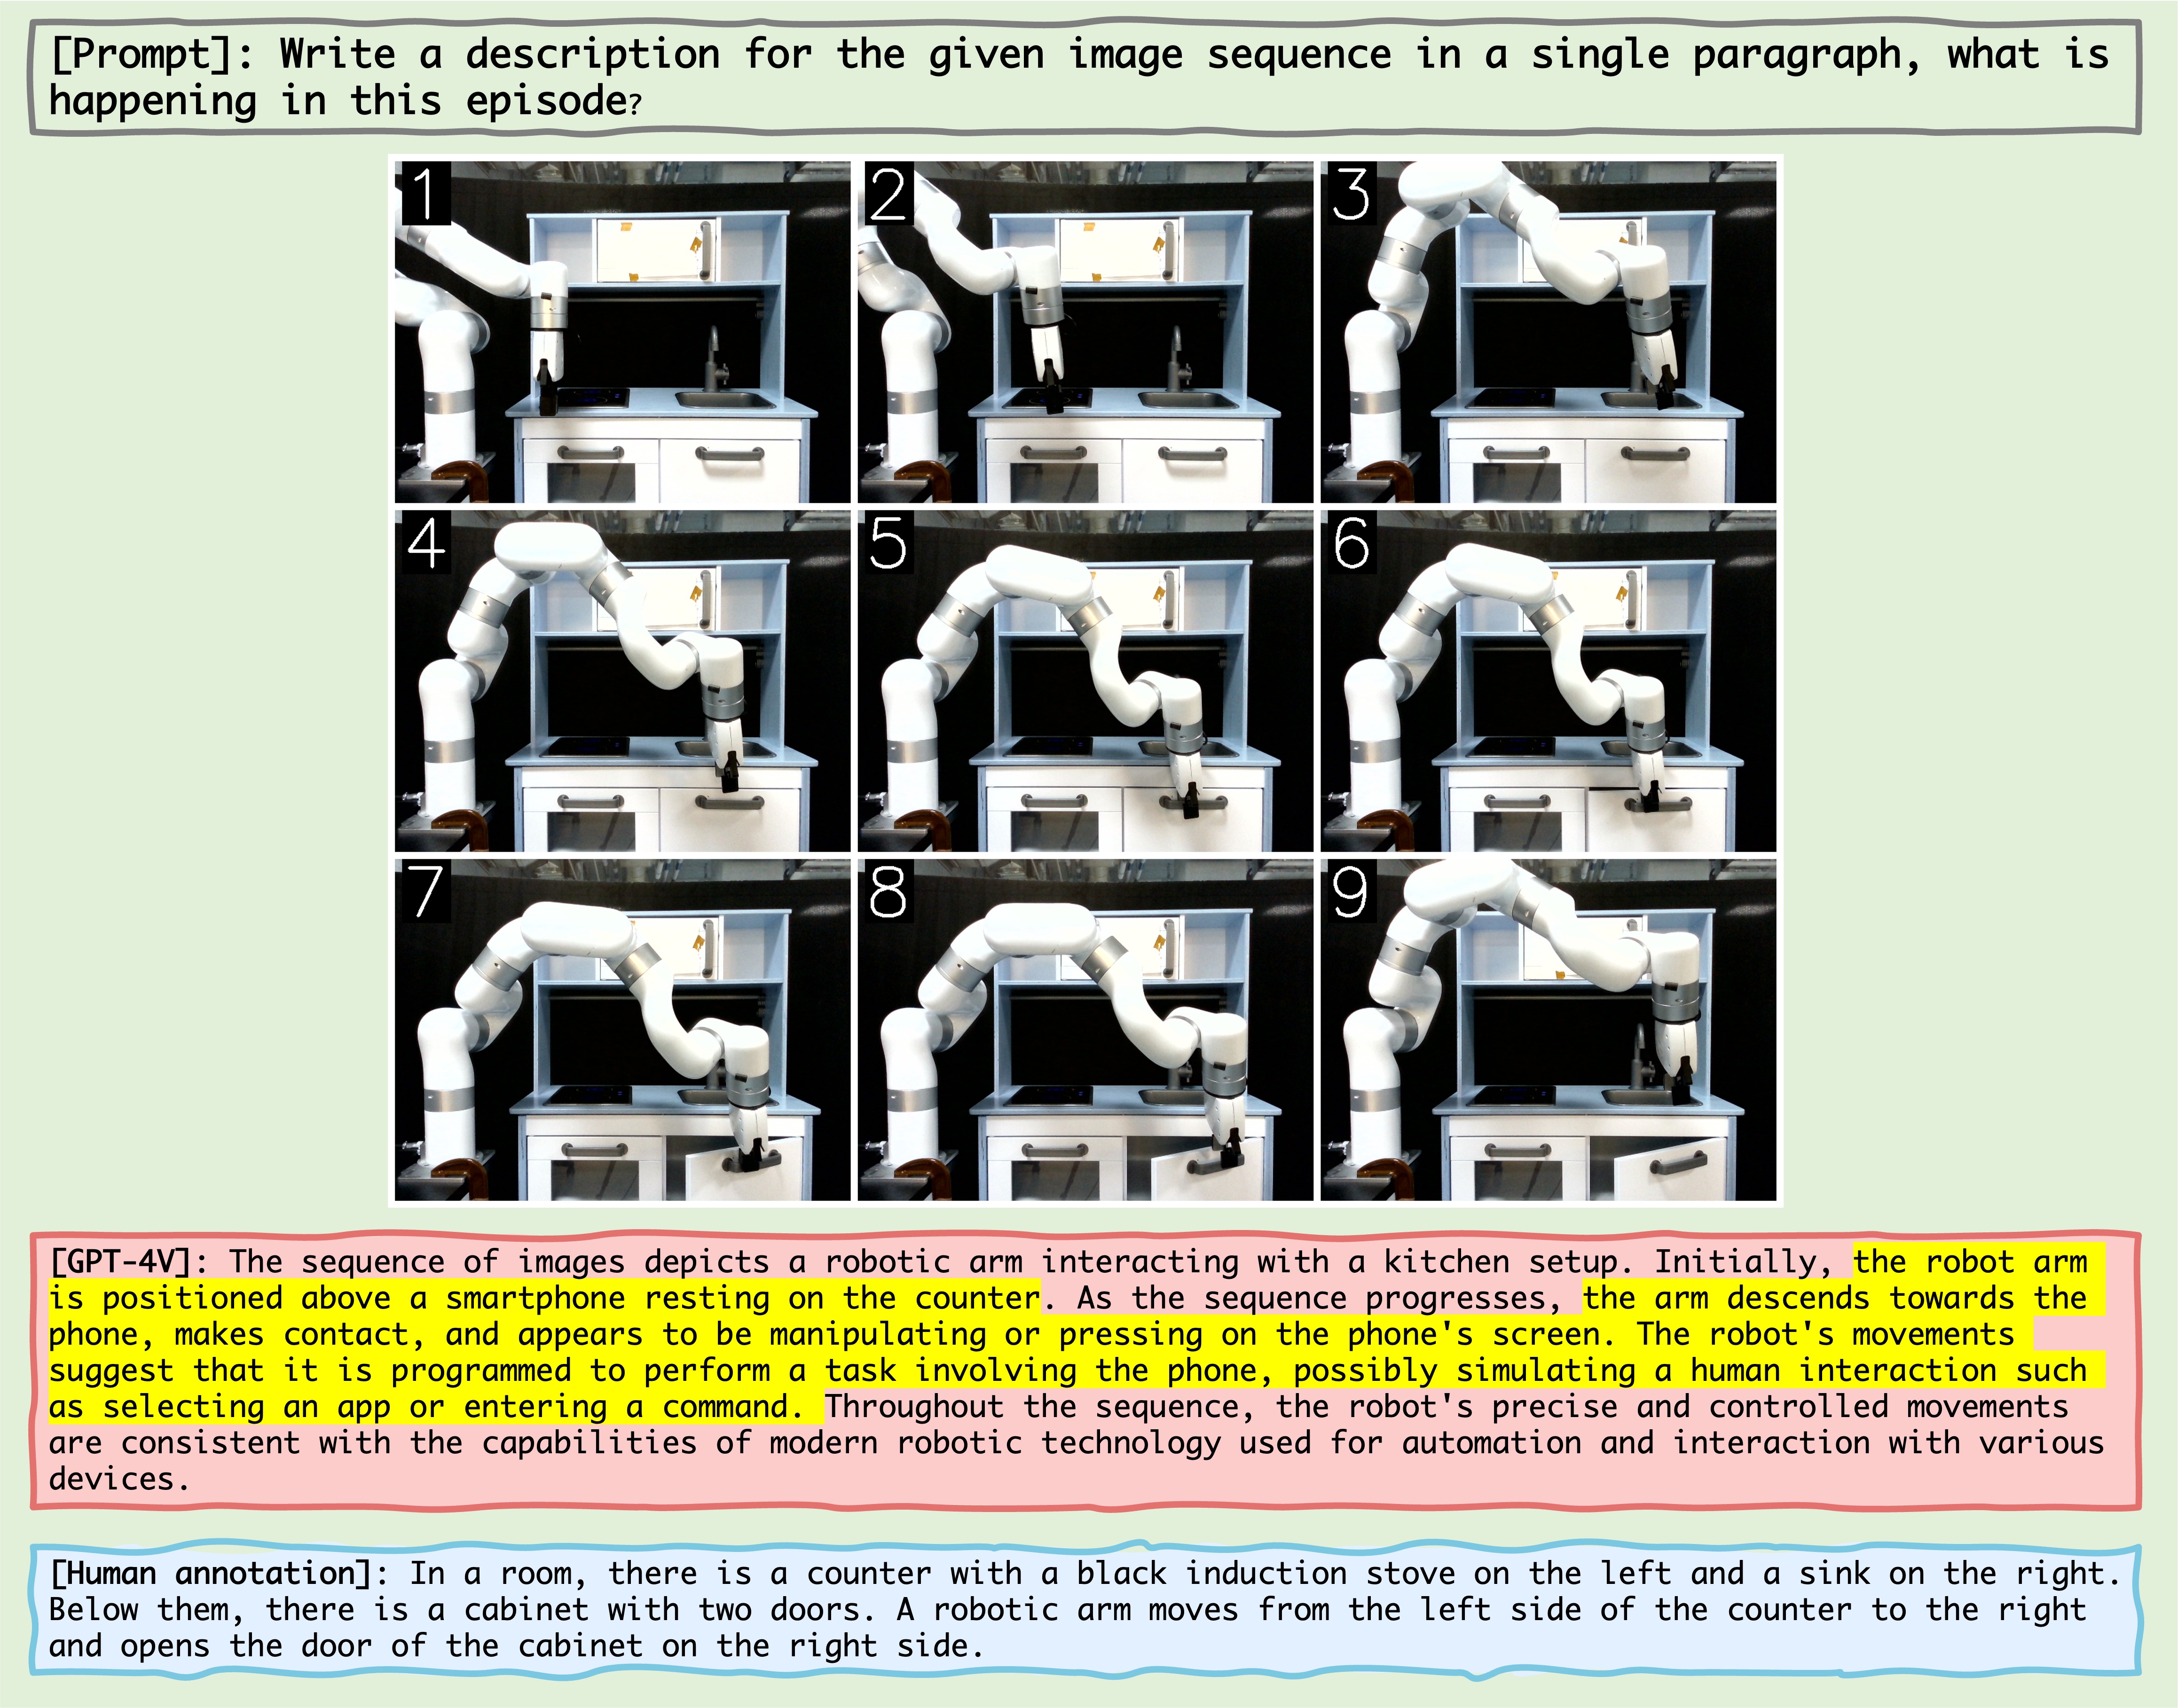 [Prompt]: Write a description for the given image sequence in a single paragraph, what is
happening in this episode?
1
2
3
4
5
6
7
8
9
[GPT-4V]: The sequence of images depicts a robotic arm interacting with a kitchen setup. Initially, the robot arm
is positioned above a smartphone resting on the counter. As the sequence progresses, the arm descends towards the
phone, makes contact, and appears to be manipulating or pressing on the phone's screen. The robot's movements
suggest that it is programmed to perform a task involving the phone, possibly simulating a human interaction such
as selecting an app or entering a command. Throughout the sequence, the robot's precise and controlled movements
are consistent with the capabilities of modern robotic technology used for automation and interaction with various
devices.
[Human annotation]: In a room, there is a counter with a black induction stove on the left and a sink on the right.
Below them, there is a cabinet with two doors. A robotic arm moves from the left side of the counter to the right
and opens the door of the cabinet on the right side.